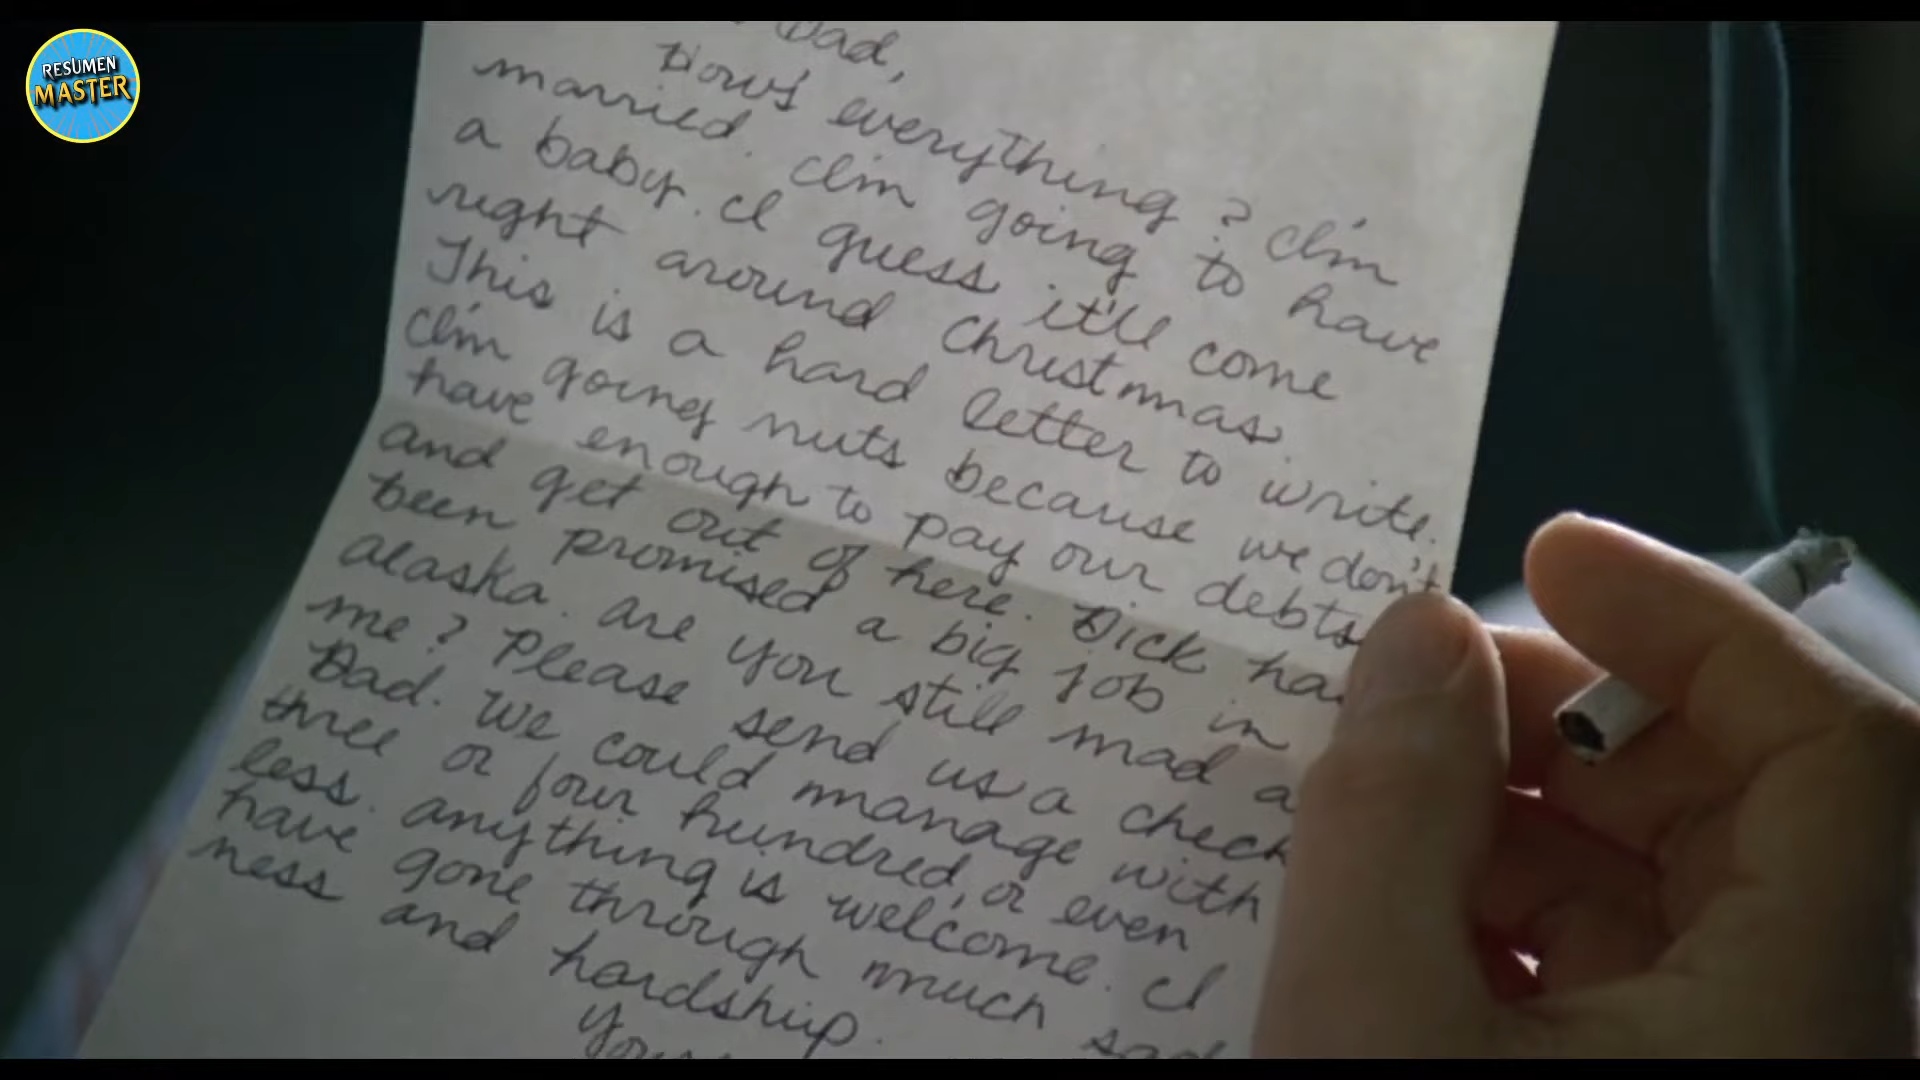 RESUMEN
MASTER
Dad,
How's everything? I'm
married. I'm going to have
a baby. I guess it'll come
right around Christmas.
This is a hard letter to write.
I'm going nuts because we don't
have enough to pay our debts
and get out of here. Dick ha
been promised a big job in
Alaska. Are you still mad a
me? Please send us a check
Dad. We could manage with
three or four hundred, or even
less. Anything is welcome. I
have gone through much sad
ness and hardship.
You